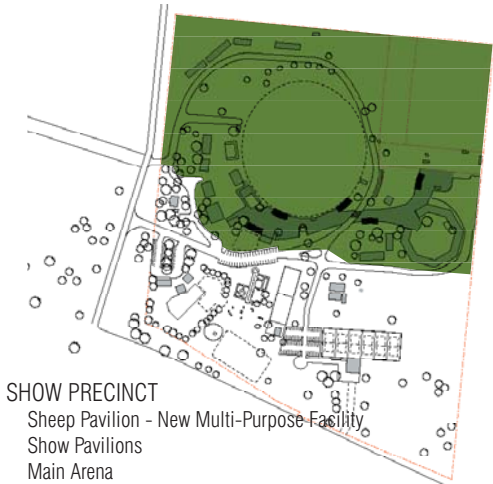 SHOW PRECINCT
Sheep Pavilion - New Multi-Purpose Facility
Show Pavilions
Main Arena